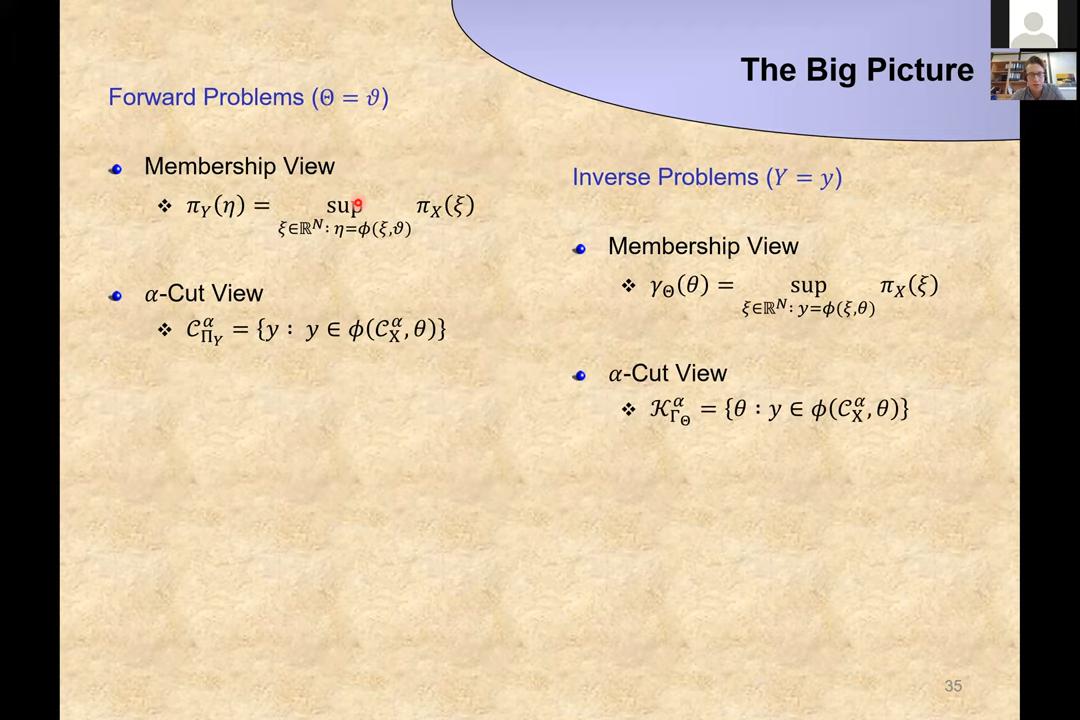 The Big Picture
Forward Problems (Θ = 𝜗)
Membership View
❖ π_Y(η) = sup_{ξ∈ℝ^N: η=ϕ(ξ,𝜗)} π_X(ξ)
α-Cut View
❖ 𝒞^α_{Π_Y} = {y : y ∈ ϕ(𝒞^α_X, θ)}
Inverse Problems (Y = y)
Membership View
❖ γ_Θ(θ) = sup_{ξ∈ℝ^N: y=ϕ(ξ,θ)} π_X(ξ)
α-Cut View
❖ 𝒦^α_{Γ_Θ} = {θ : y ∈ ϕ(𝒞^α_X, θ)}
35